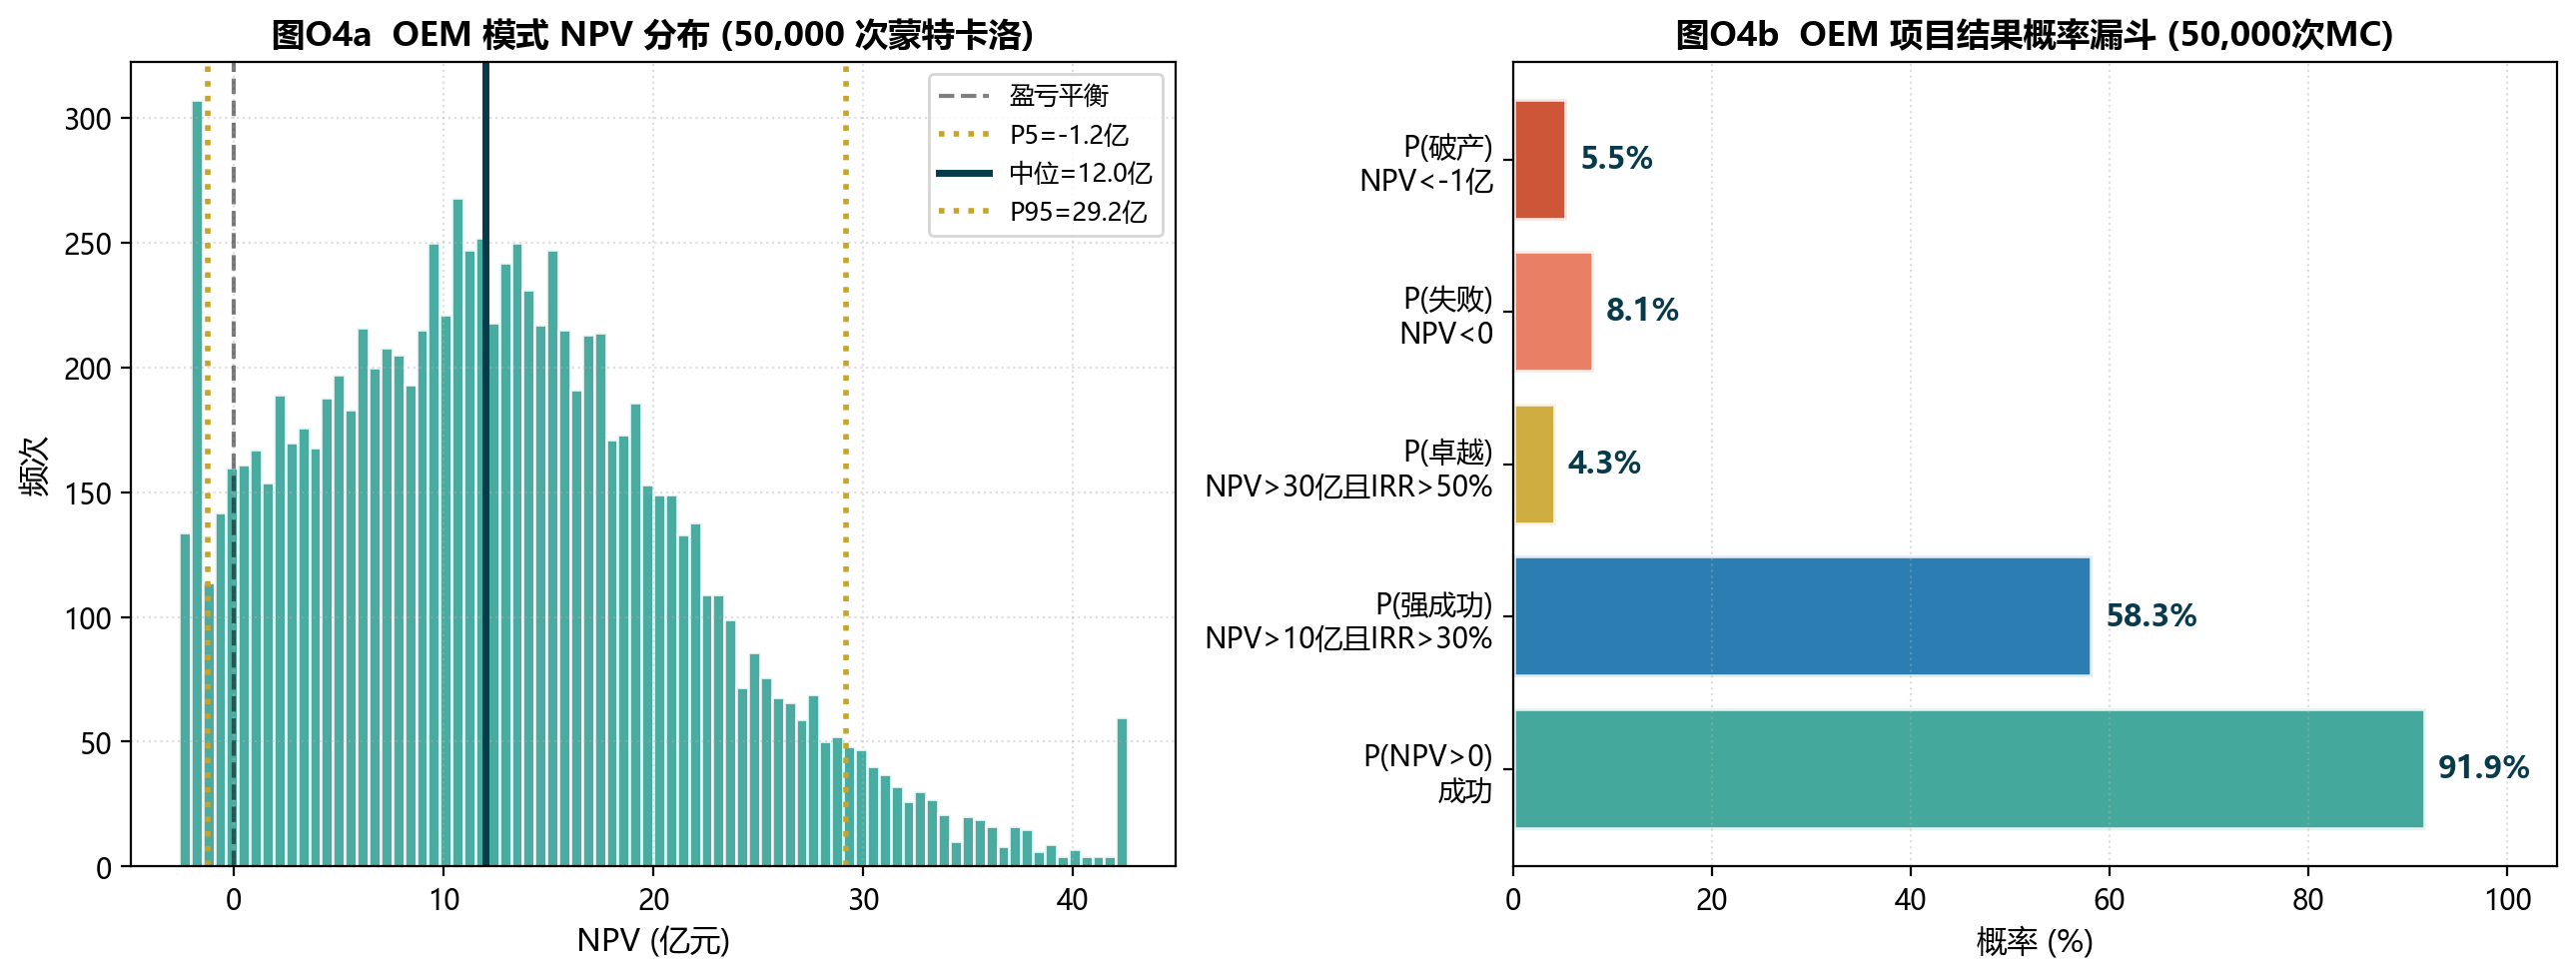 图O4a  OEM 模式 NPV 分布 (50,000 次蒙特卡洛)
300
250
200
150
100
50
0
频次
盈亏平衡
P5=-1.2亿
中位=12.0亿
P95=29.2亿
0
10
20
30
40
NPV (亿元)
图O4b  OEM 项目结果概率漏斗 (50,000次MC)
P(破产)
NPV<-1亿
5.5%
P(失败)
NPV<0
8.1%
P(卓越)
NPV>30亿且IRR>50%
4.3%
P(强成功)
NPV>10亿且IRR>30%
58.3%
P(NPV>0)
成功
91.9%
0
20
40
60
80
100
概率 (%)